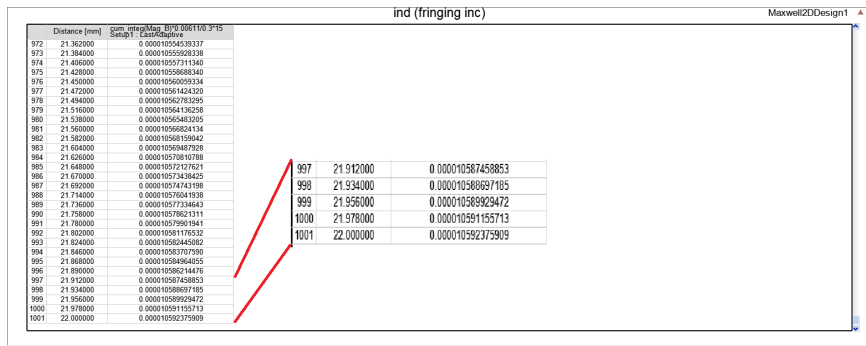 ind (fringing inc)
Maxwell2DDesign1
Distance [mm] cum_integ(Mag_B)*0.00611/0.3*15
Setup1 : LastAdaptive
972 21.362000 0.000010554539337
973 21.384000 0.000010555928338
974 21.406000 0.000010557311340
975 21.428000 0.000010558688340
976 21.450000 0.000010560059334
977 21.472000 0.000010561424320
978 21.494000 0.000010562783295
979 21.516000 0.000010564136258
980 21.538000 0.000010565483205
981 21.560000 0.000010566824134
982 21.582000 0.000010568159042
983 21.604000 0.000010569487928
984 21.626000 0.000010570810788
985 21.648000 0.000010572127621
986 21.670000 0.000010573438425
987 21.692000 0.000010574743198
988 21.714000 0.000010576041938
989 21.736000 0.000010577334643
990 21.758000 0.000010578621311
991 21.780000 0.000010579901941
992 21.802000 0.000010581176532
993 21.824000 0.000010582445082
994 21.846000 0.000010583707590
995 21.868000 0.000010584964055
996 21.890000 0.000010586214476
997 21.912000 0.000010587458853
998 21.934000 0.000010588697185
999 21.956000 0.000010589929472
1000 21.978000 0.000010591155713
1001 22.000000 0.000010592375909
997 21.912000 0.000010587458853
998 21.934000 0.000010588697185
999 21.956000 0.000010589929472
1000 21.978000 0.000010591155713
1001 22.000000 0.000010592375909